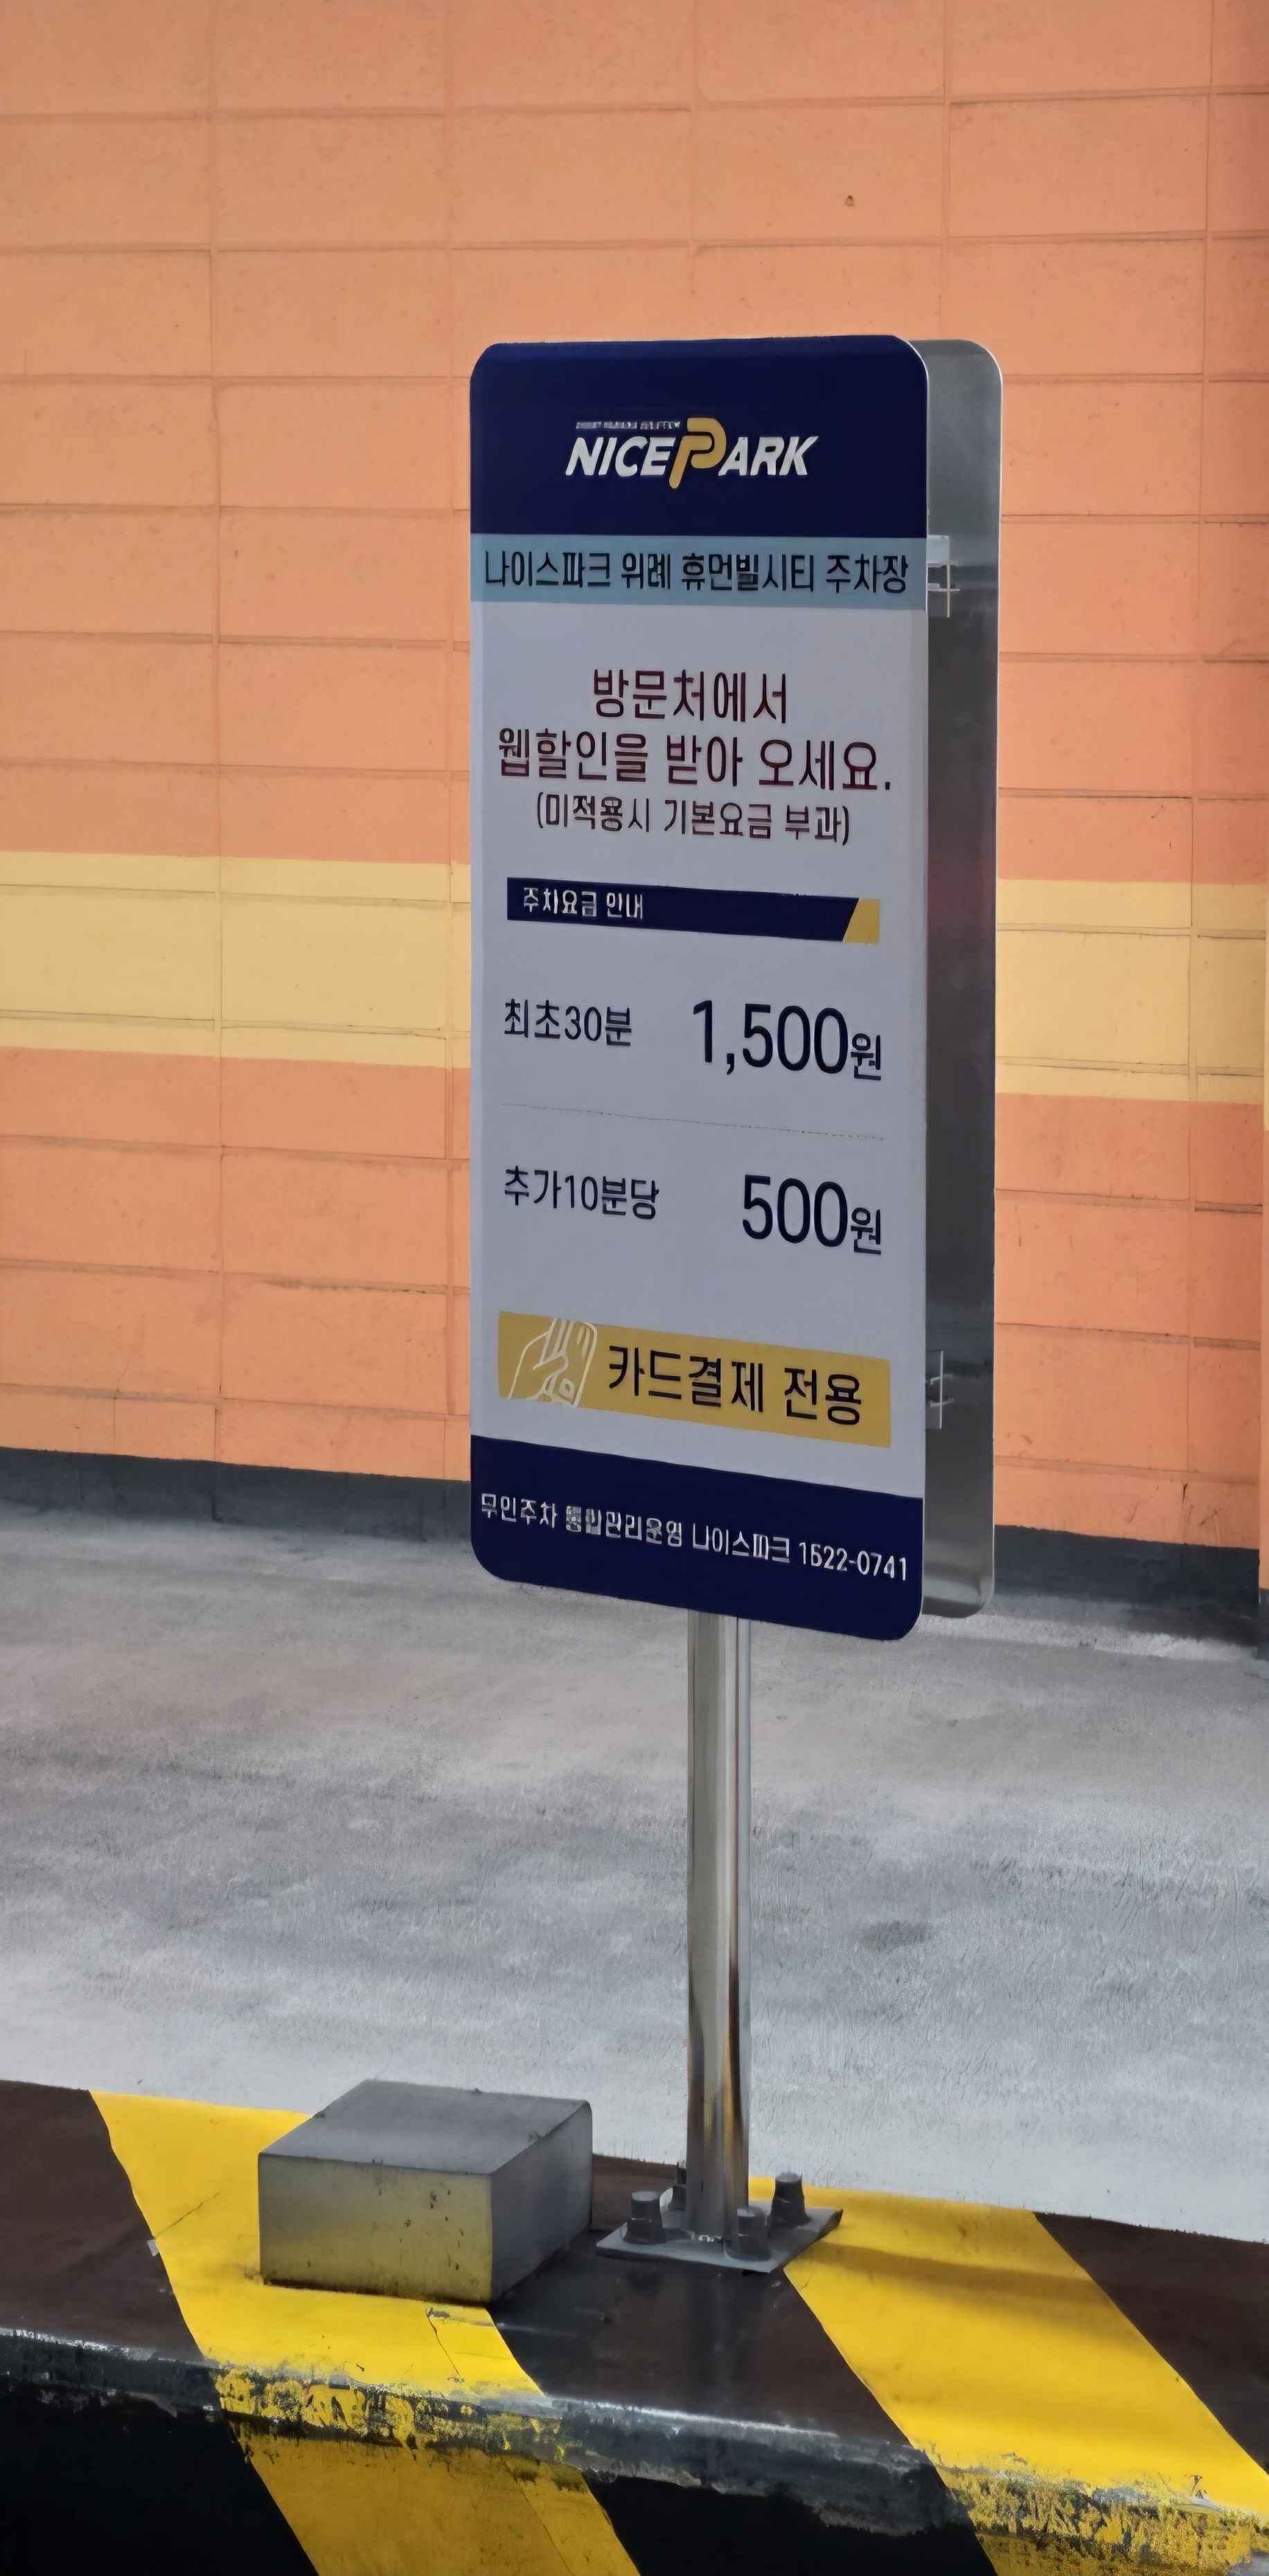 NICEPARK
나이스파크 위례 휴먼빌시티 주차장
방문처에서
웹할인을 받아 오세요.
(미적용시 기본요금 부과)
주차요금 안내
최초30분 1,500원
추가10분당 500원
카드결제 전용
무인주차 통합관리운영 나이스파크 1522-0741